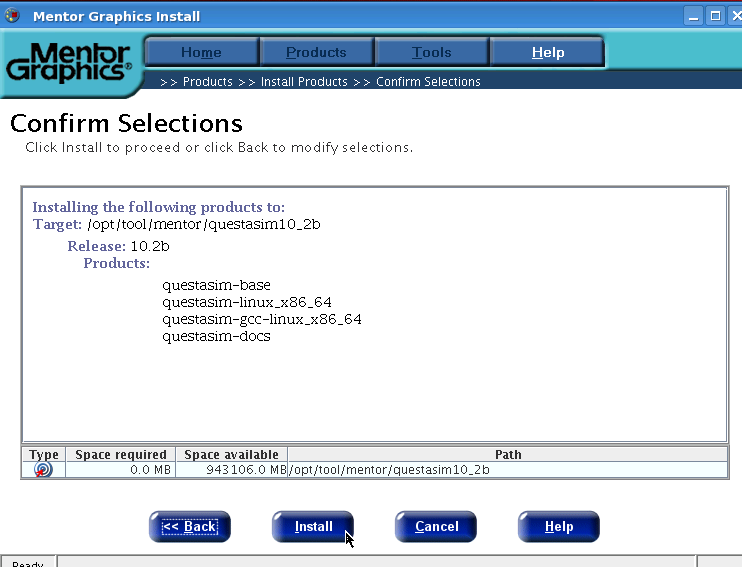 Mentor Graphics Install
Mentor
Graphics®
Home Products Tools Help
>> Products >> Install Products >> Confirm Selections
Confirm Selections
Click Install to proceed or click Back to modify selections.
Installing the following products to:
Target: /opt/tool/mentor/questasim10_2b
Release: 10.2b
Products:
questasim-base
questasim-linux_x86_64
questasim-gcc-linux_x86_64
questasim-docs
Type Space required Space available Path
0.0 MB 943106.0 MB /opt/tool/mentor/questasim10_2b
<< Back Install Cancel Help
Ready